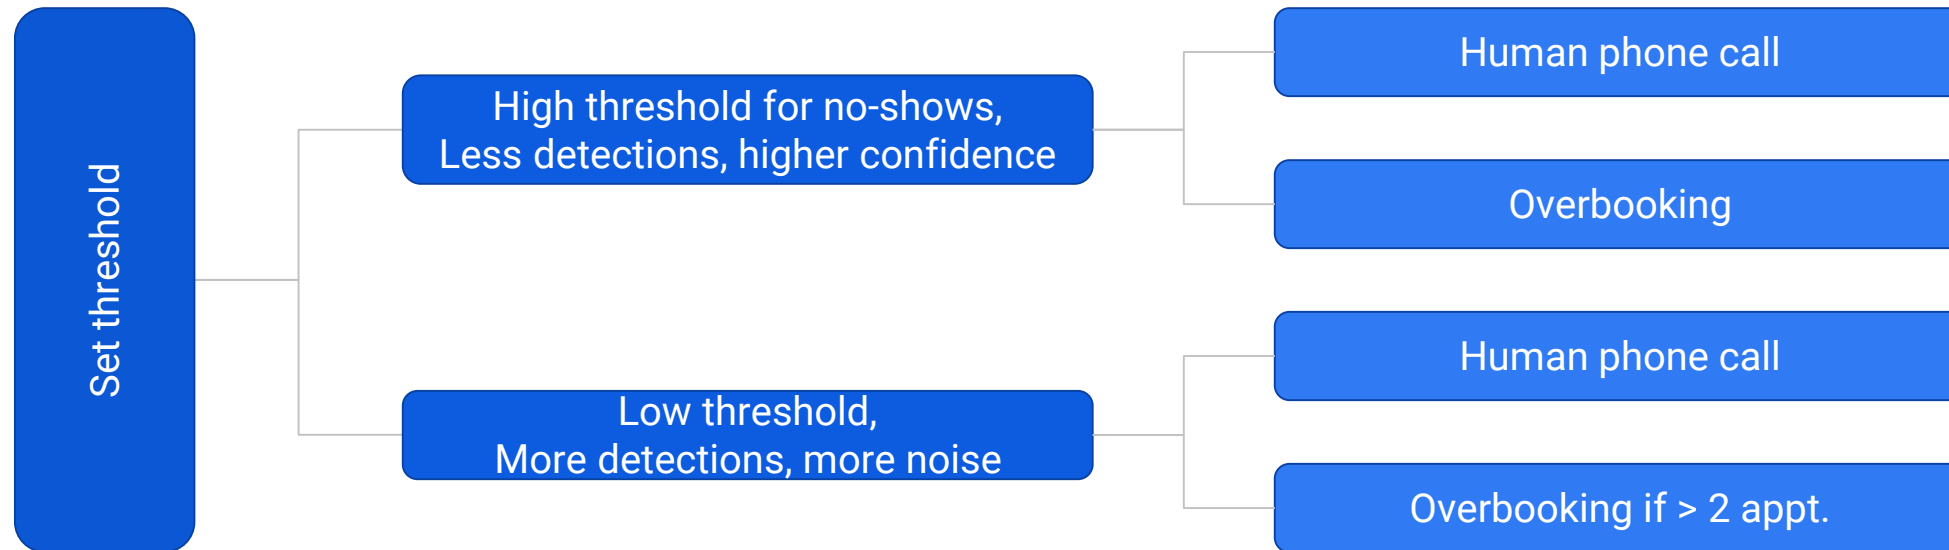 Set threshold
High threshold for no-shows,
Less detections, higher confidence
Human phone call
Overbooking
Low threshold,
More detections, more noise
Human phone call
Overbooking if > 2 appt.